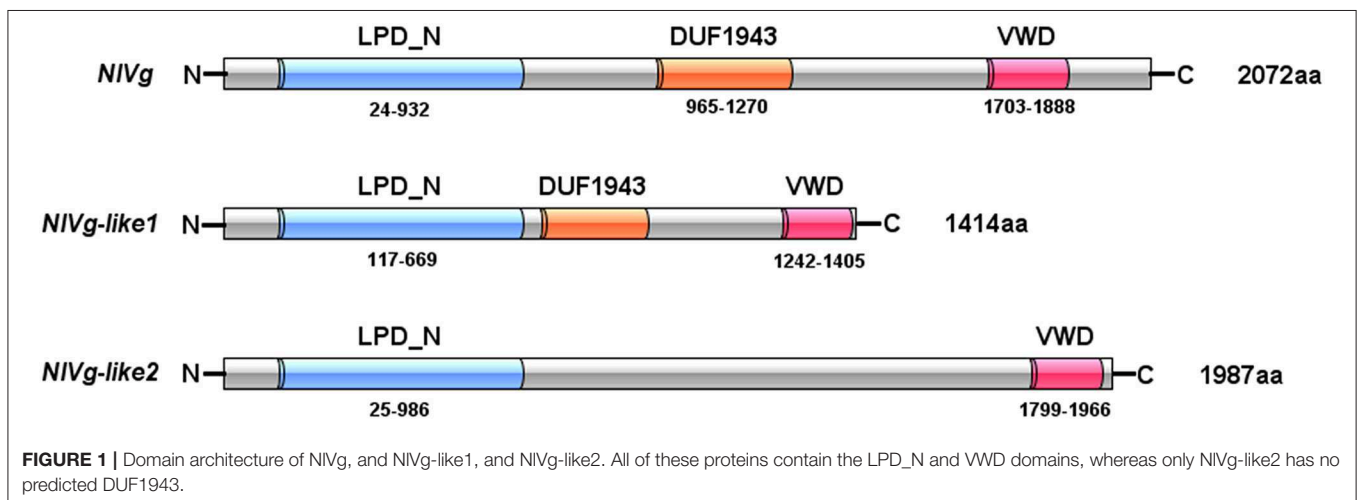 LPD_N DUF1943 VWD
NlVg N C 2072aa
24-932 965-1270 1703-1888
LPD_N DUF1943 VWD
NlVg-like1 N C 1414aa
117-669 1242-1405
LPD_N VWD
NlVg-like2 N C 1987aa
25-986 1799-1966
FIGURE 1 | Domain architecture of NlVg, and NlVg-like1, and NlVg-like2. All of these proteins contain the LPD_N and VWD domains, whereas only NlVg-like2 has no
predicted DUF1943.